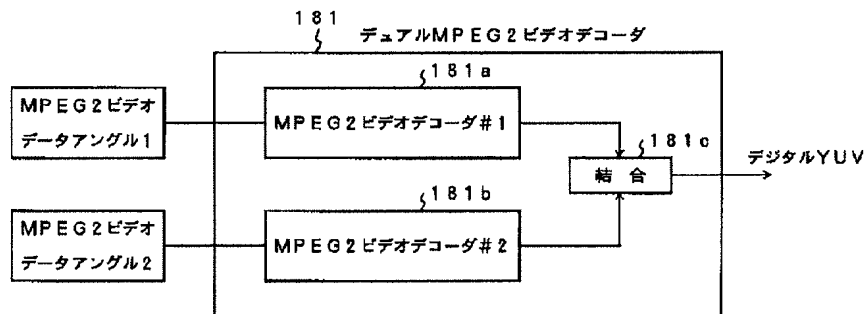 181
デュアルMPEG2ビデオデコーダ
181a
MPEG2ビデオ
データアングル1
MPEG2ビデオデコーダ#1
181c
結合
デジタルYUV
181b
MPEG2ビデオ
データアングル2
MPEG2ビデオデコーダ#2